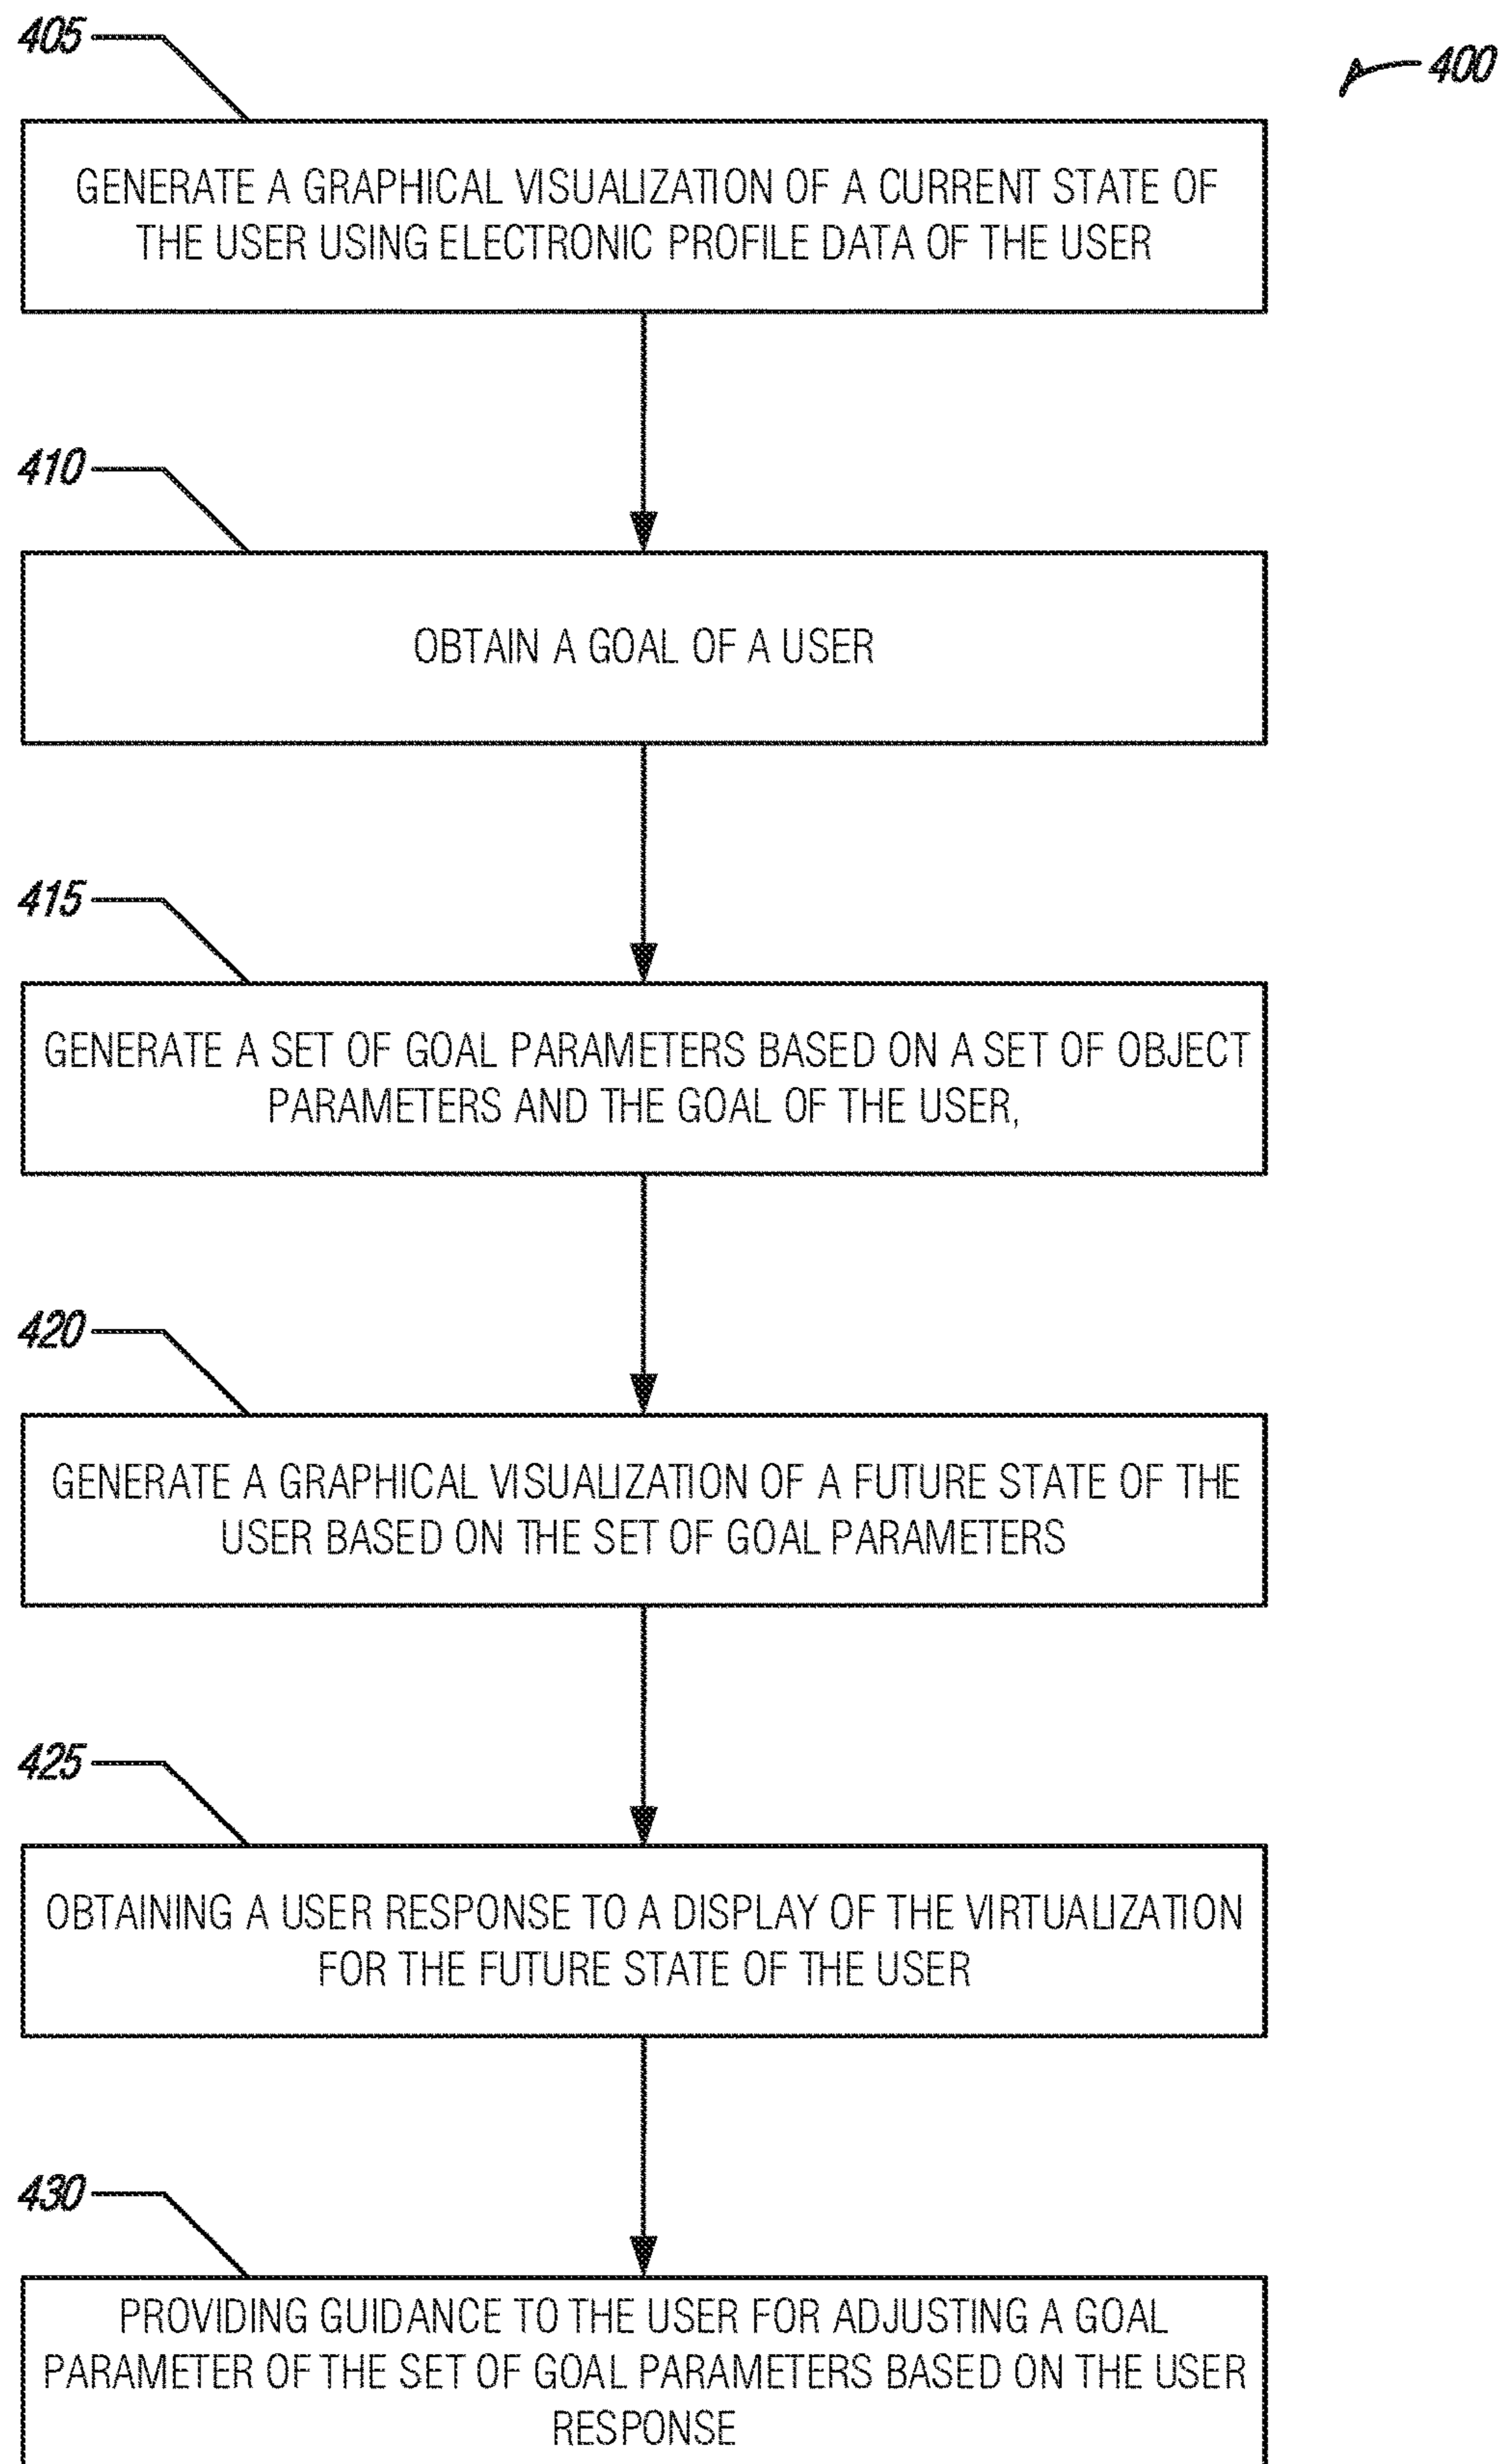 405
400
GENERATE A GRAPHICAL VISUALIZATION OF A CURRENT STATE OF
THE USER USING ELECTRONIC PROFILE DATA OF THE USER
410
OBTAIN A GOAL OF A USER
415
GENERATE A SET OF GOAL PARAMETERS BASED ON A SET OF OBJECT
PARAMETERS AND THE GOAL OF THE USER,
420
GENERATE A GRAPHICAL VISUALIZATION OF A FUTURE STATE OF THE
USER BASED ON THE SET OF GOAL PARAMETERS
425
OBTAINING A USER RESPONSE TO A DISPLAY OF THE VIRTUALIZATION
FOR THE FUTURE STATE OF THE USER
430
PROVIDING GUIDANCE TO THE USER FOR ADJUSTING A GOAL
PARAMETER OF THE SET OF GOAL PARAMETERS BASED ON THE USER
RESPONSE